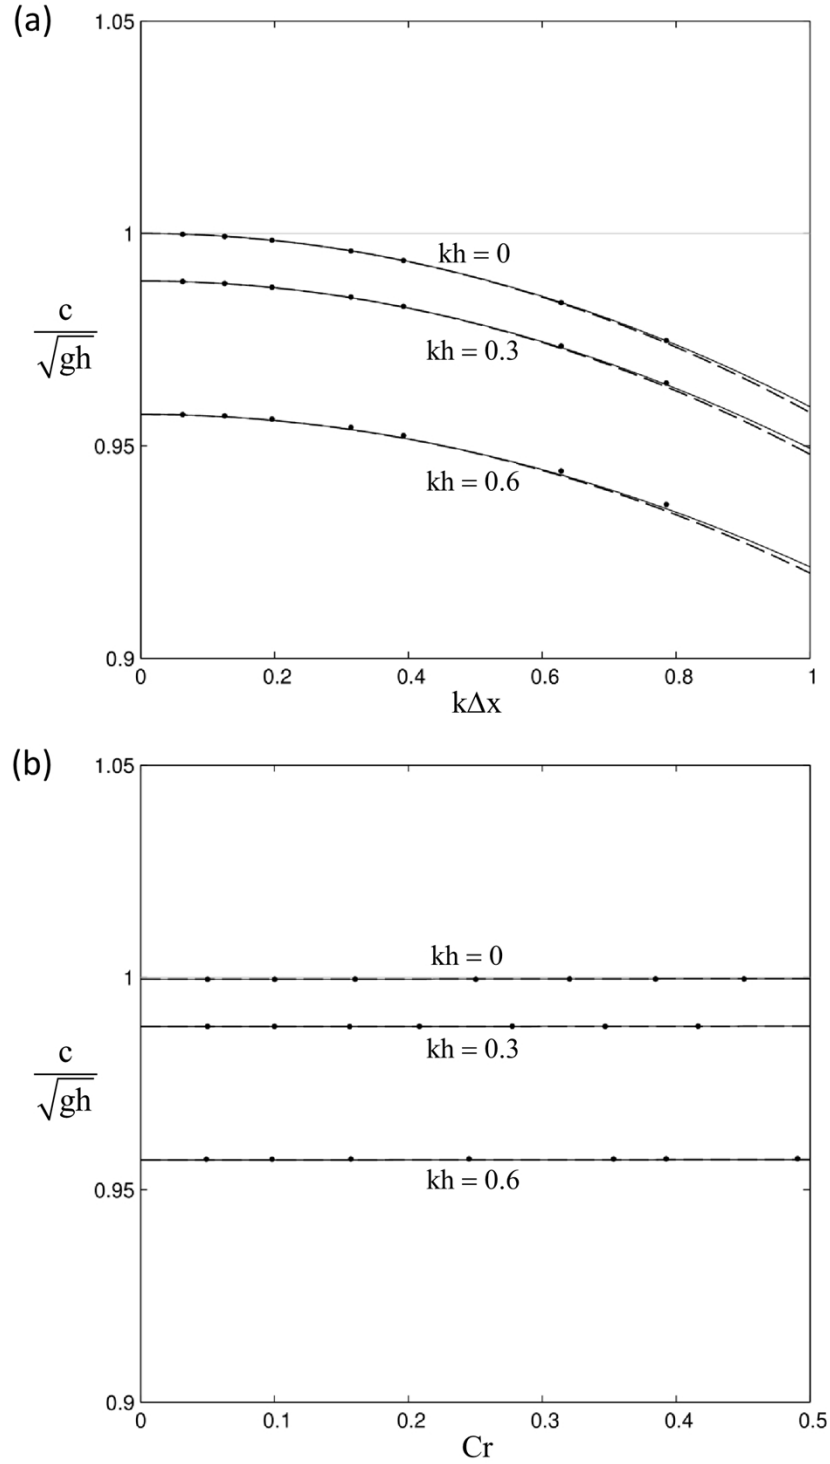 (a)
1.05
1
0.95
0.9
c
√gh
kh = 0
kh = 0.3
kh = 0.6
0
0.2
0.4
0.6
0.8
1
kΔx
(b)
1.05
1
0.95
0.9
c
√gh
kh = 0
kh = 0.3
kh = 0.6
0
0.1
0.2
0.3
0.4
0.5
Cr